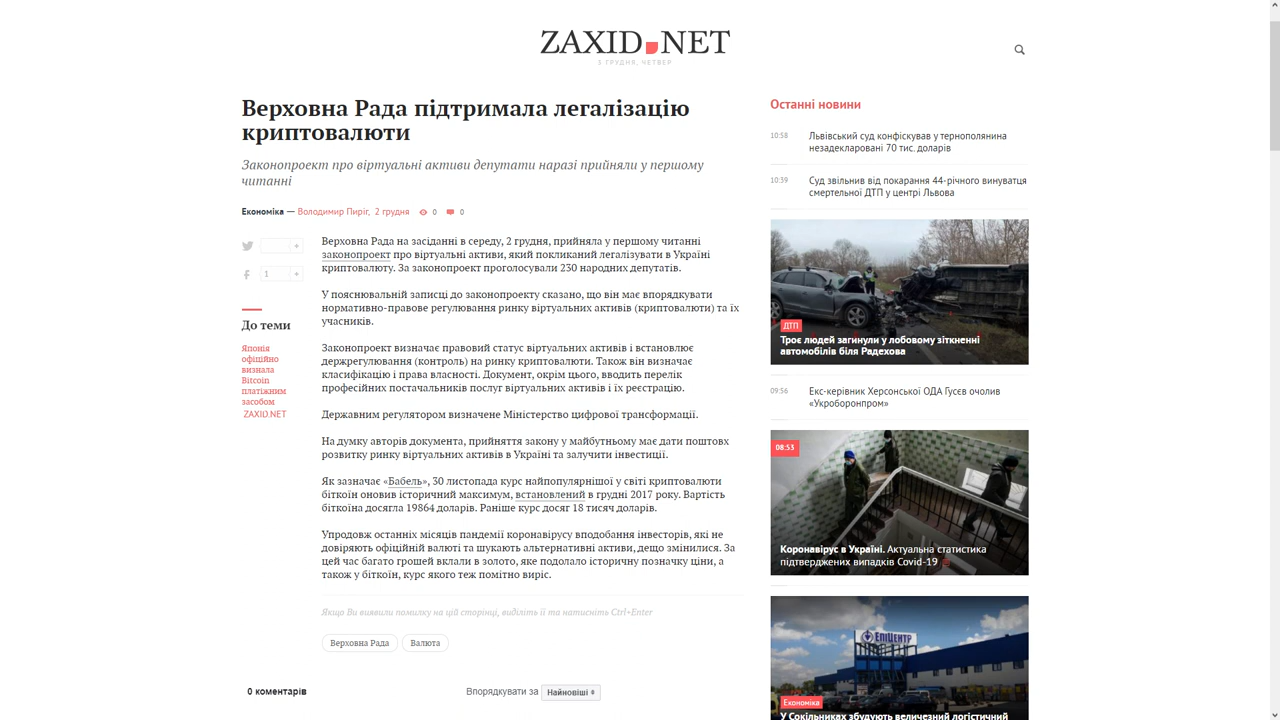 ZAXID.NET
3 ГРУДНЯ, ЧЕТВЕР
Верховна Рада підтримала легалізацію
криптовалюти
Законопроект про віртуальні активи депутати наразі прийняли у першому
читанні
Економіка — Володимир Пиріг, 2 грудня 0 0
+
1 +
До теми
Японія
офіційно
визнала
Bitcoin
платіжним
засобом
ZAXID.NET
Верховна Рада на засіданні в середу, 2 грудня, прийняла у першому читанні
законопроект про віртуальні активи, який покликаний легалізувати в Україні
криптовалюту. За законопроект проголосували 230 народних депутатів.
У пояснювальній записці до законопроекту сказано, що він має впорядкувати
нормативно-правове регулювання ринку віртуальних активів (криптовалюти) та їх
учасників.
Законопроект визначає правовий статус віртуальних активів і встановлює
держрегулювання (контроль) на ринку криптовалюти. Також він визначає
класифікацію і права власності. Документ, окрім цього, вводить перелік
професійних постачальників послуг віртуальних активів і їх реєстрацію.
Державним регулятором визначене Міністерство цифрової трансформації.
На думку авторів документа, прийняття закону у майбутньому має дати поштовх
розвитку ринку віртуальних активів в Україні та залучити інвестиції.
Як зазначає «Бабель», 30 листопада курс найпопулярнішої у світі криптовалюти
біткоїн оновив історичний максимум, встановлений в грудні 2017 року. Вартість
біткоїна досягла 19864 доларів. Раніше курс досяг 18 тисяч доларів.
Упродовж останніх місяців пандемії коронавірусу вподобання інвесторів, які не
довіряють офіційній валюті та шукають альтернативні активи, дещо змінилися. За
цей час багато грошей вклали в золото, яке подолало історичну позначку ціни, а
також у біткоїн, курс якого теж помітно виріс.
Якщо Ви виявили помилку на цій сторінці, виділіть її та натисніть Ctrl+Enter
Верховна Рада Валюта
0 коментарів Впорядкувати за Найновіші
Останні новини
10:58 Львівський суд конфіскував у тернополянина
незадекларовані 70 тис. доларів
10:39 Суд звільнив від покарання 44-річного винуватця
смертельної ДТП у центрі Львова
ДТП
Троє людей загинули у лобовому зіткненні
автомобілів біля Радехова
09:56 Екс-керівник Херсонської ОДА Гусєв очолив
«Укроборонпром»
08:53
Коронавірус в Україні. Актуальна статистика
підтверджених випадків Covid-19
ЕПІЦЕНТР
Економіка
У Сокільниках збудують величезний логістичний